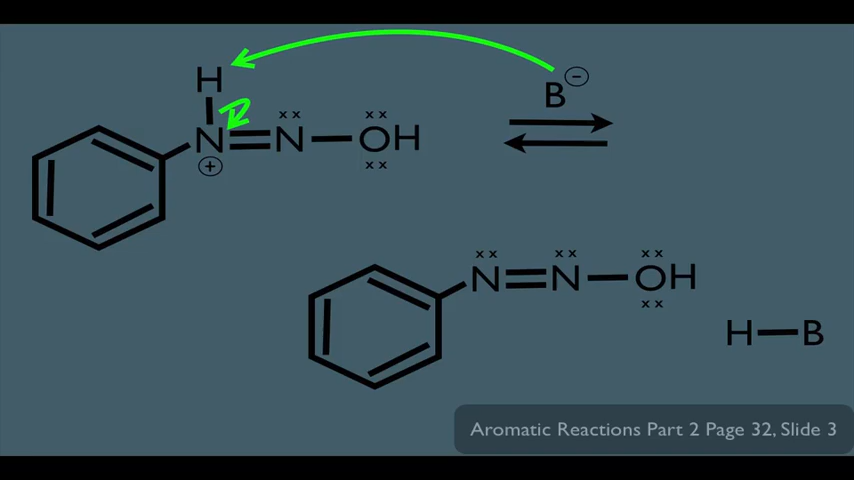 H
B −
N = N — OH
+
N = N — OH
H — B
Aromatic Reactions Part 2 Page 32, Slide 3